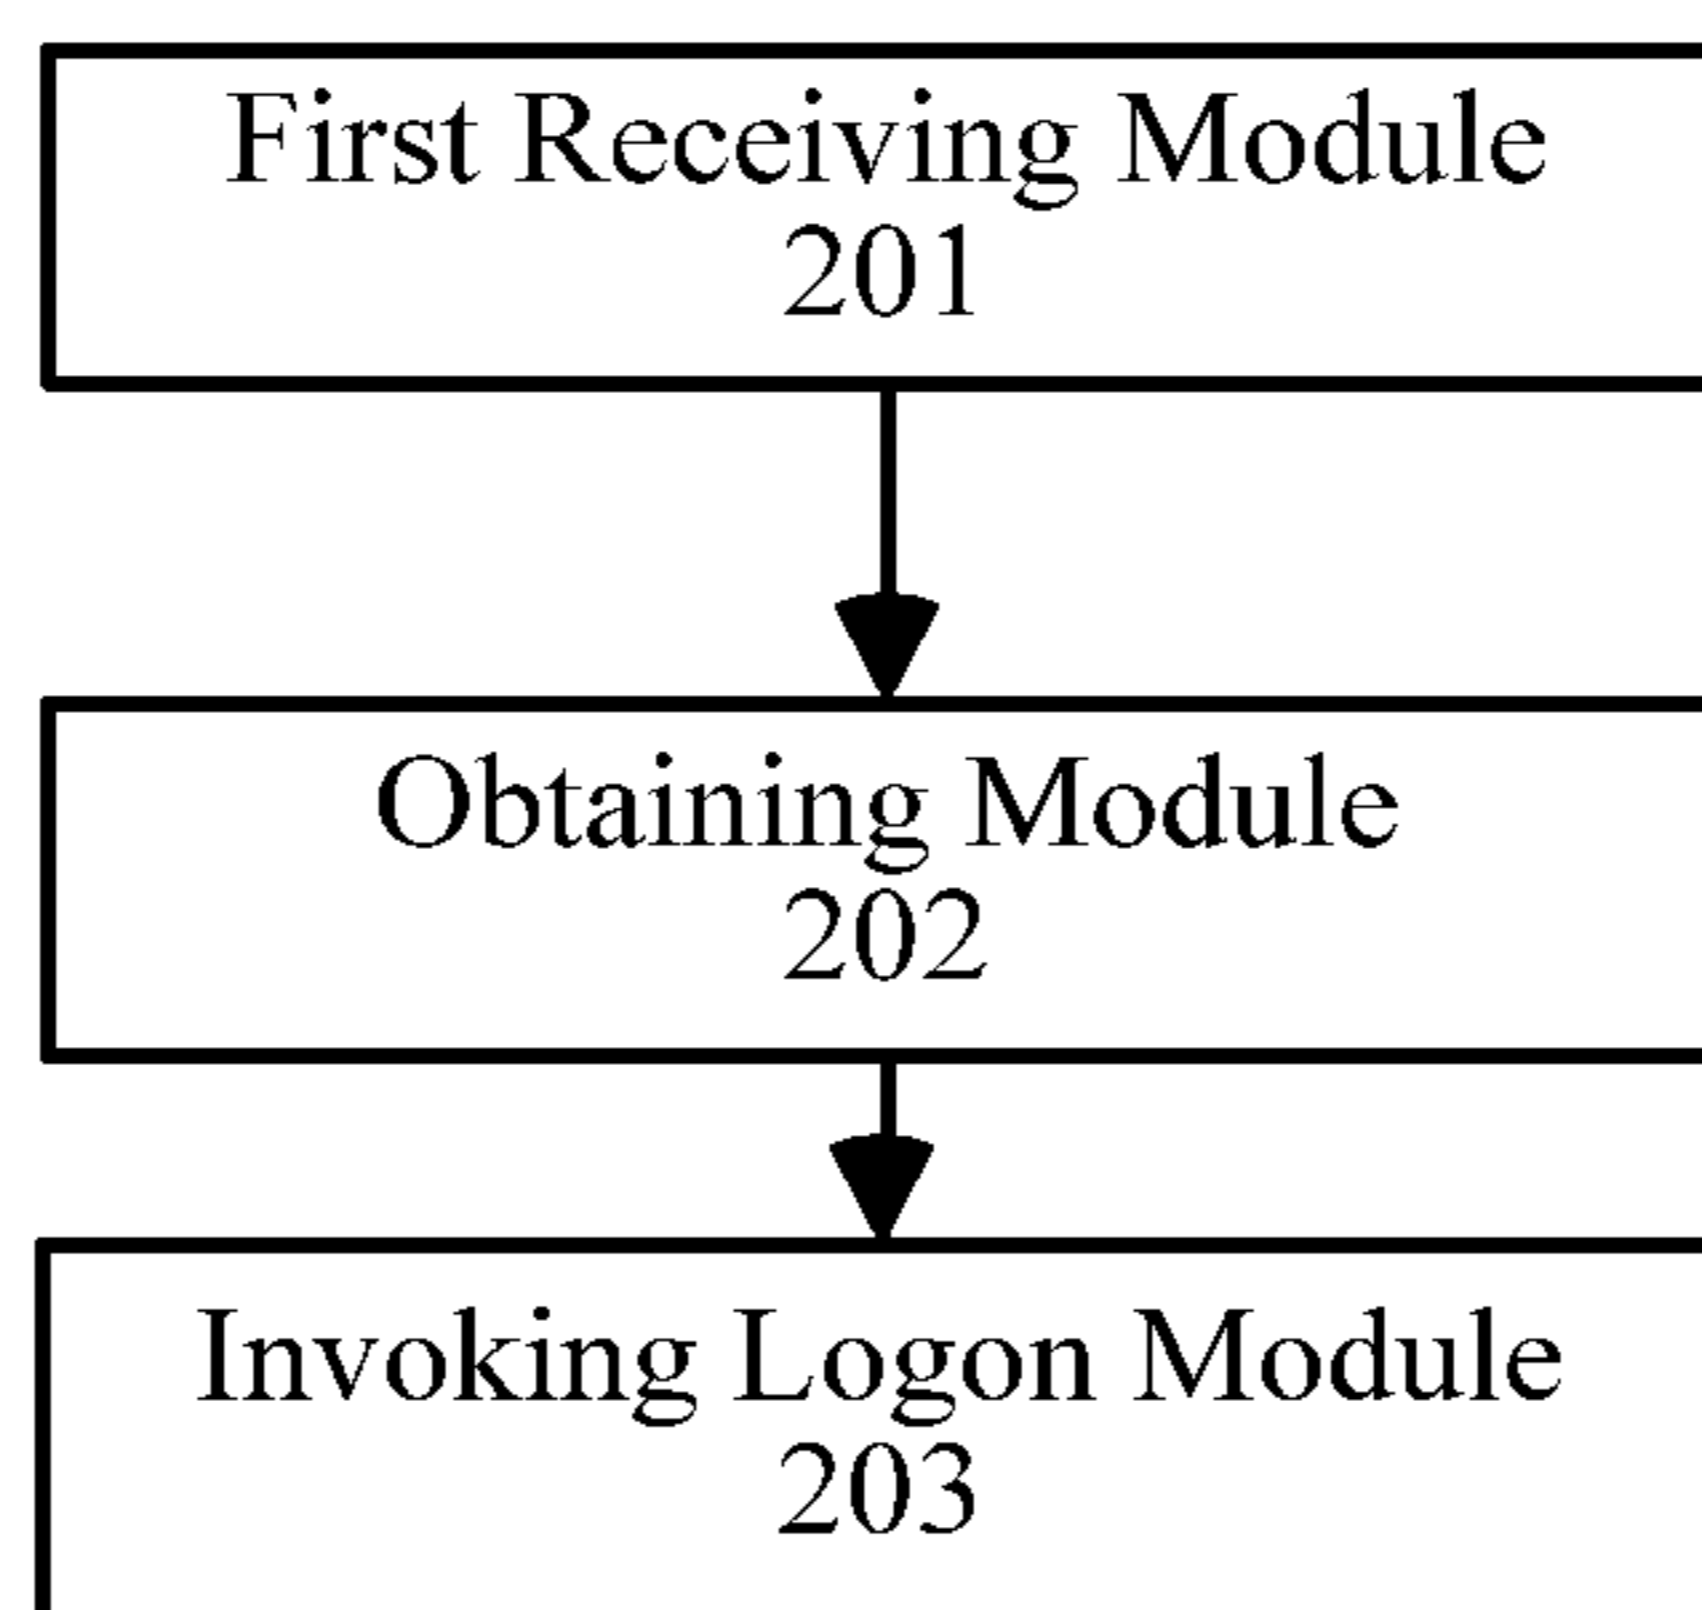 First Receiving Module
201
Obtaining Module
202
Invoking Logon Module
203